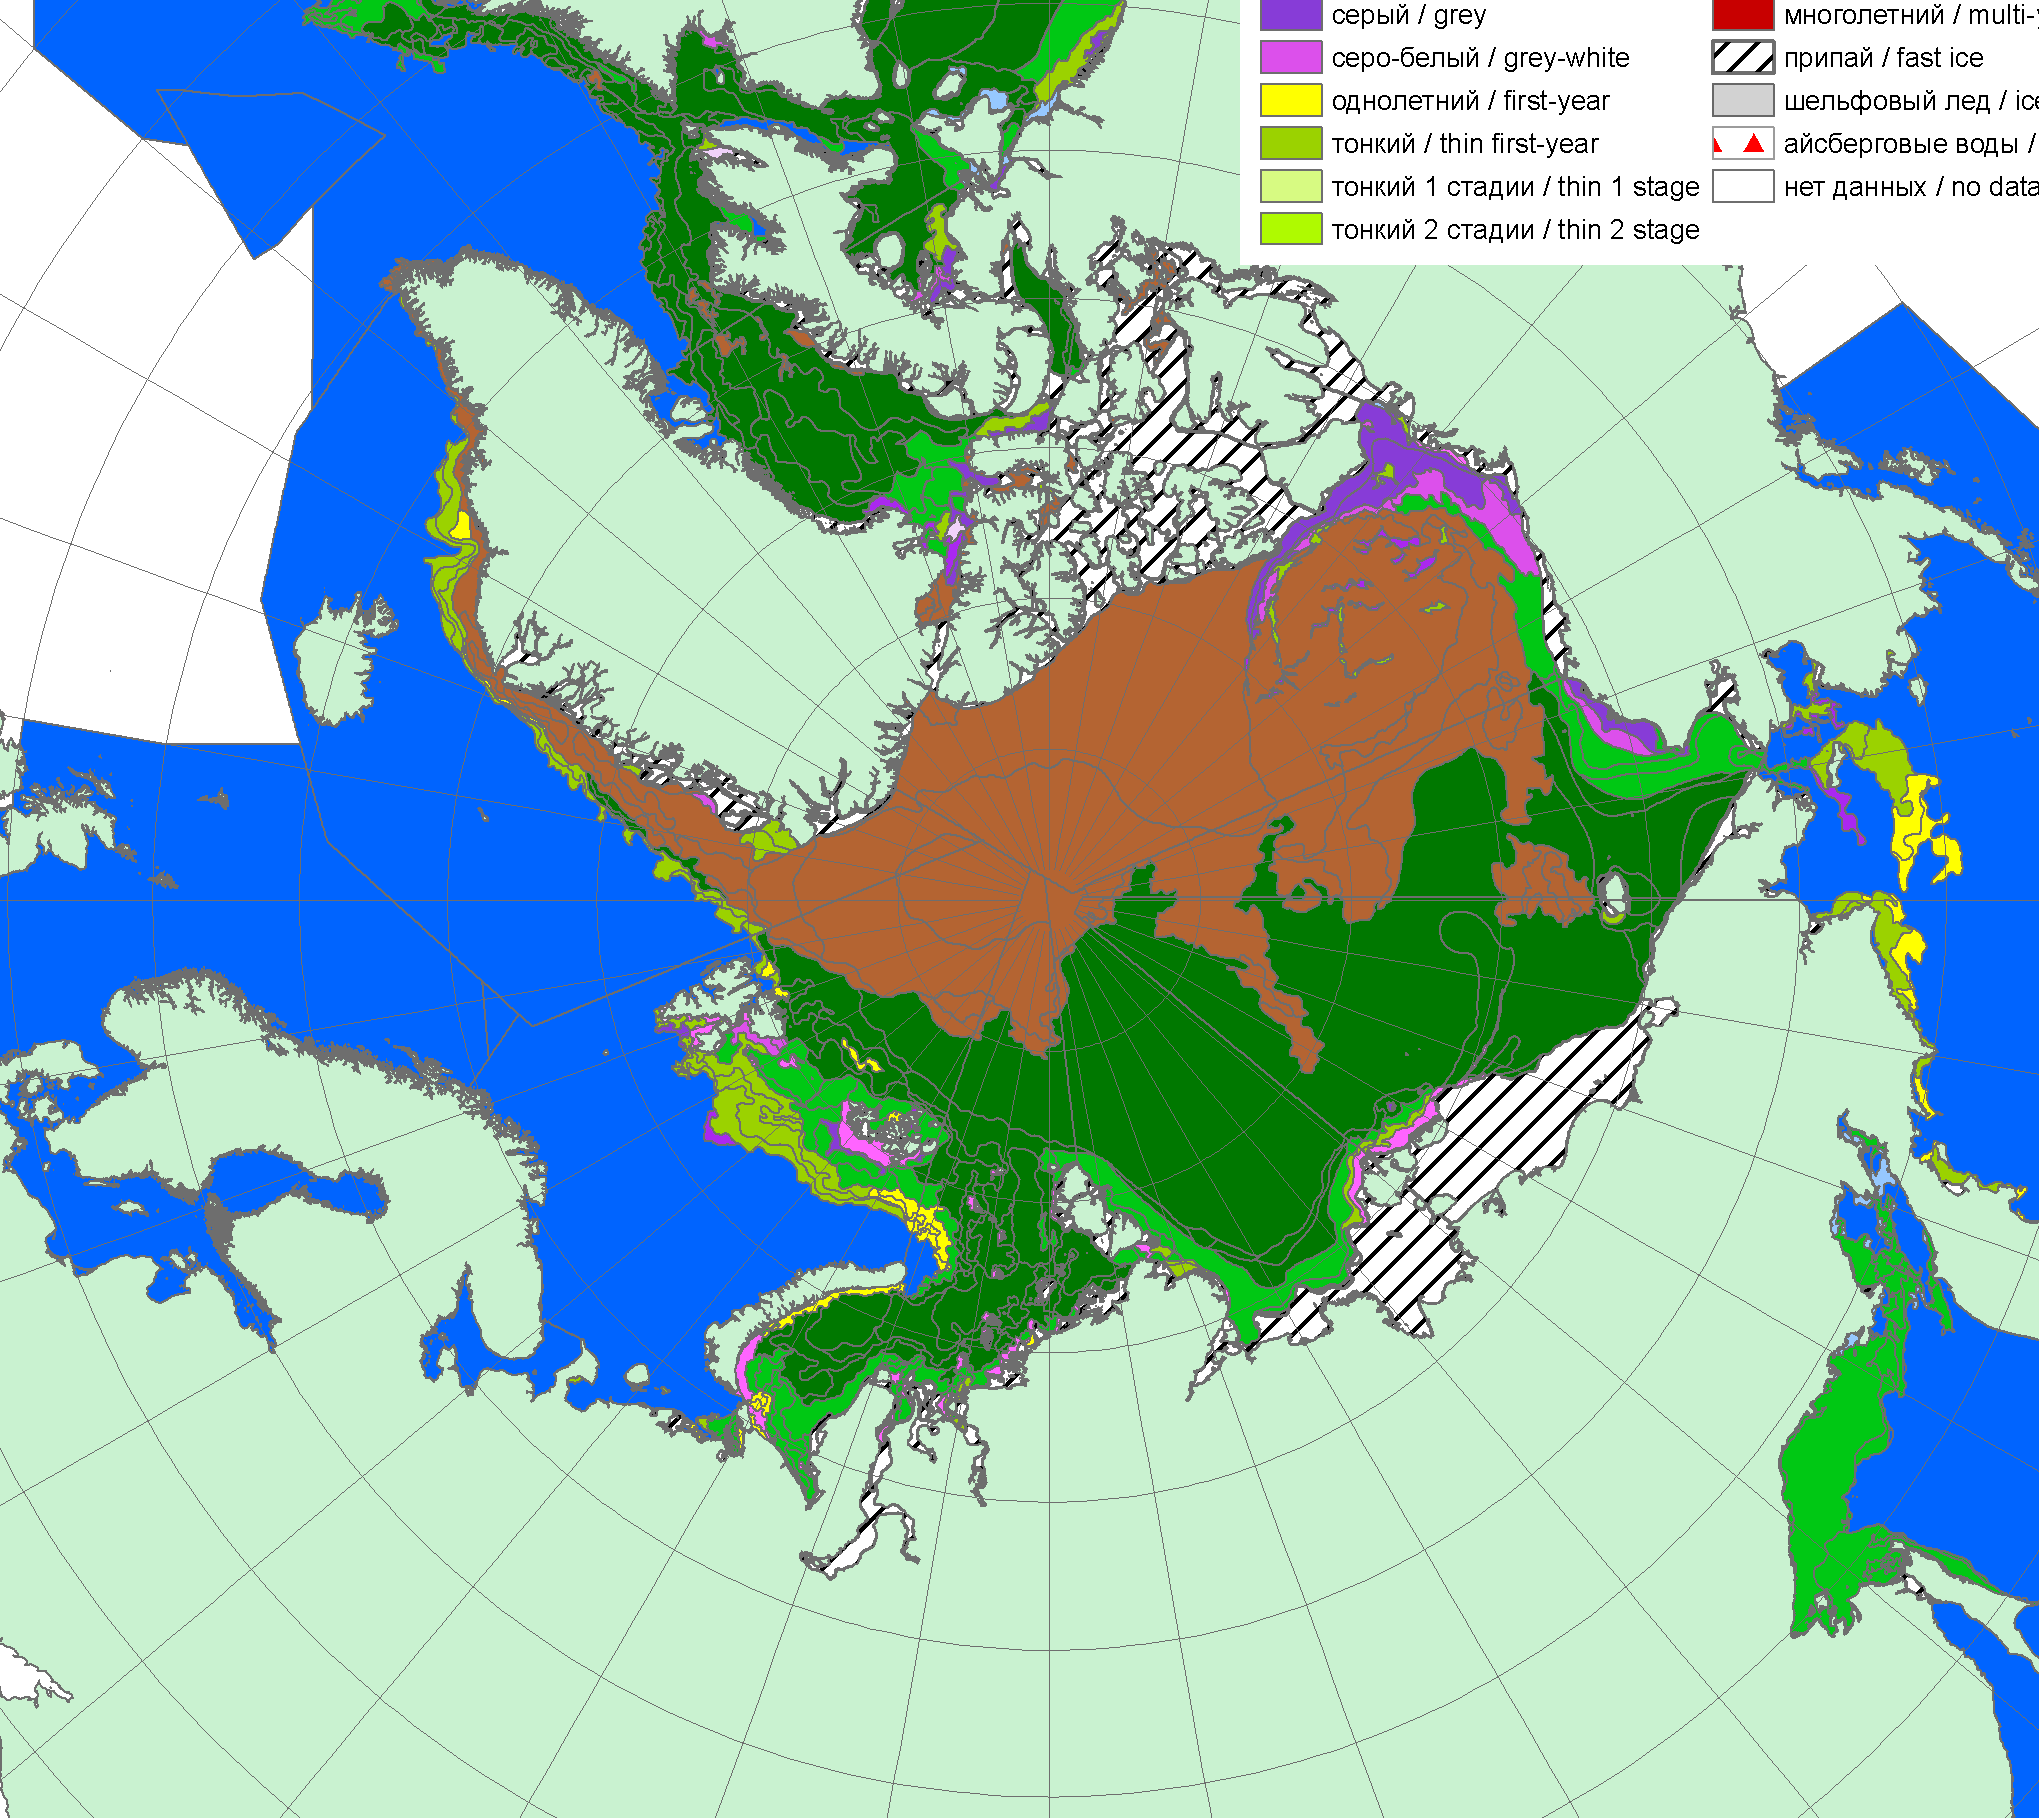 серый / grey
серо-белый / grey-white
однолетний / first-year
тонкий / thin first-year
тонкий 1 стадии / thin 1 stage
тонкий 2 стадии / thin 2 stage
многолетний / multi-y
припай / fast ice
шельфовый лед / ice
айсберговые воды /
нет данных / no data